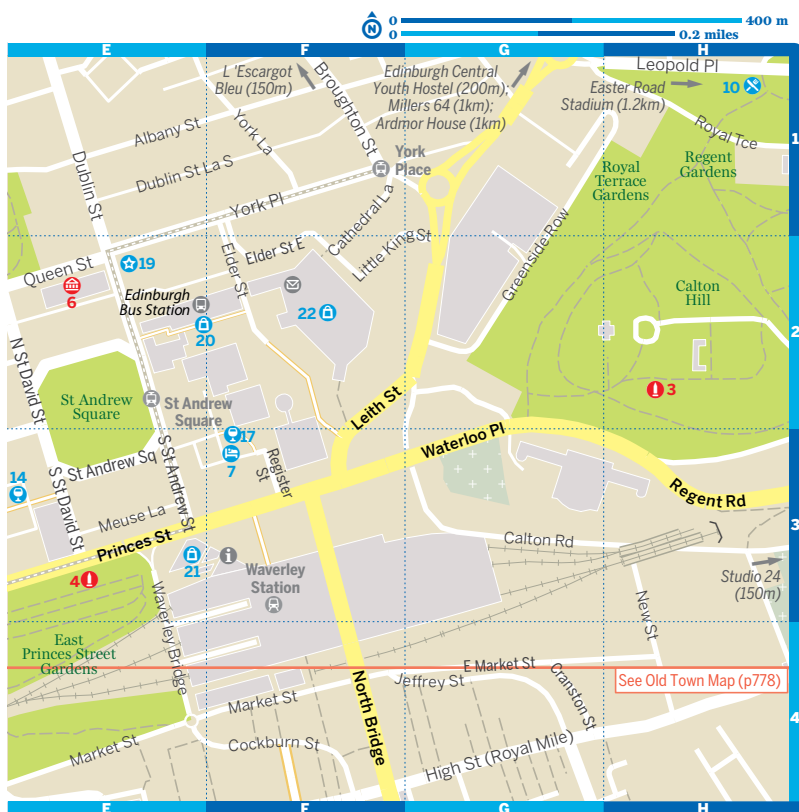 N
0 400 m
0 0.2 miles
E F G H
Leopold Pl
10
L 'Escargot
Bleu (150m)
Edinburgh Central
Youth Hostel (200m);
Millers 64 (1km);
Ardmor House (1km)
Easter Road
Stadium (1.2km)
Broughton St
York La
Albany St
Royal Tce
1
Dublin St
Dublin St La S
York
Place
Royal
Terrace
Gardens
Regent
Gardens
York Pl
Cathedral La
Little King St
Greenside Row
Queen St
19
6
Elder St E
Elder St
Edinburgh
Bus Station
20
22
Calton
Hill
2
N St David St
St Andrew
Square
St Andrew
Square
Leith St
3
17
7
Waterloo Pl
14
St Andrew Sq
S St David St
S St Andrew St
Register
St
Regent Rd
3
Meuse La
Princes St
Calton Rd
21
4
Waverley
Station
Studio 24
(150m)
Waverley Bridge
New St
East
Princes Street
Gardens
E Market St
See Old Town Map (p778)
Jeffrey St
Cranston St
Market St
North Bridge
4
Market St
Cockburn St
High St (Royal Mile)
E F G H